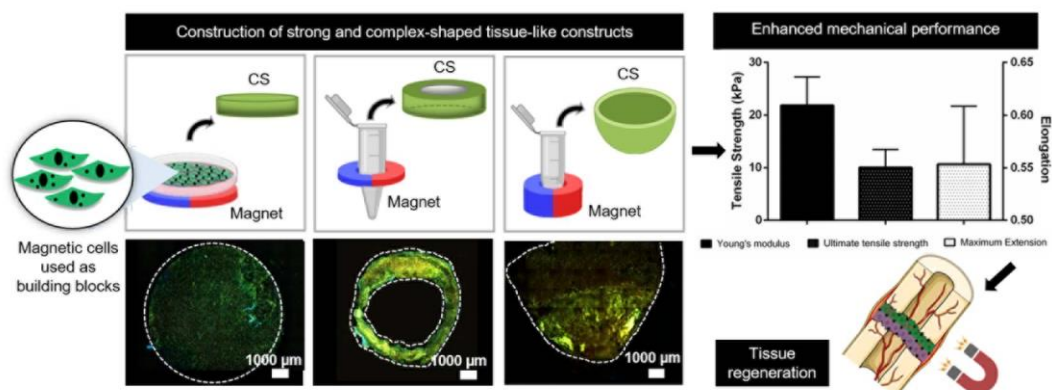 Construction of strong and complex-shaped tissue-like constructs
Enhanced mechanical performance
CS
CS
CS
Magnet
Magnet
Magnet
Magnetic cells
used as
building blocks
1000 µm
1000 µm
1000 µm
Tensile Strength (kPa)
30
20
10
0
0.65
0.60
0.55
0.50
Elongation
Young's modulus
Ultimate tensile strength
Maximum Extension
Tissue
regeneration